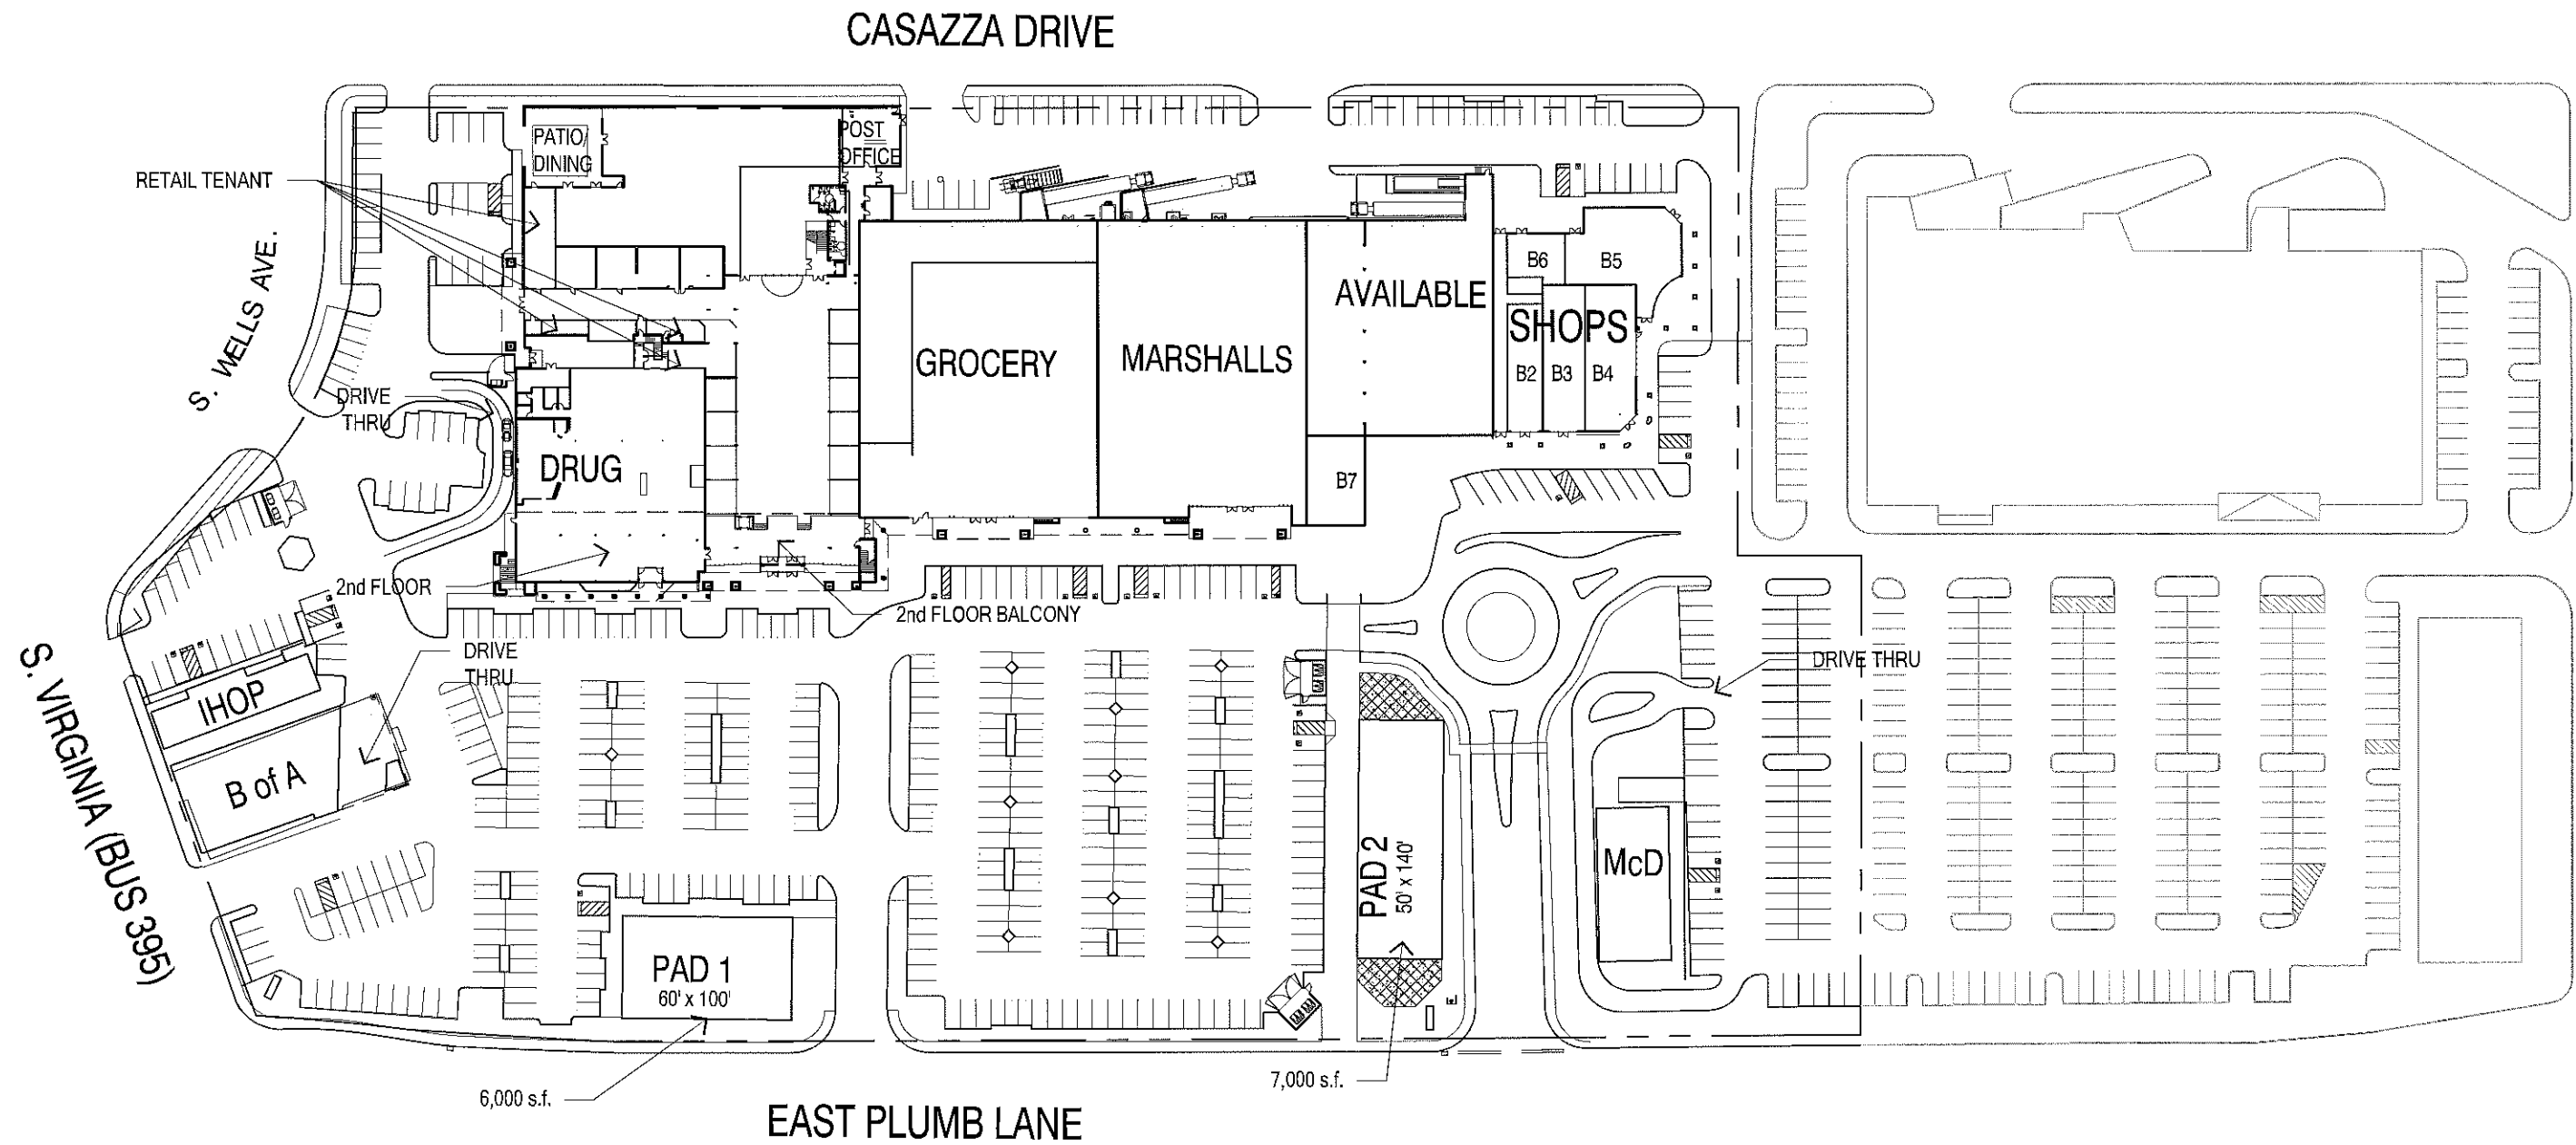 CASAZZA DRIVE
PATIO/
DINING
POST
OFFICE
RETAIL TENANT
S. WELLS AVE.
DRIVE
THRU
DRUG
GROCERY
MARSHALLS
AVAILABLE
B6
B5
SHOPS
B2
B3
B4
B7
2nd FLOOR
2nd FLOOR BALCONY
DRIVE
THRU
DRIVE THRU
S. VIRGINIA (BUS 395)
IHOP
B of A
PAD 1
60' x 100'
PAD 2
50' x 140'
McD
6,000 s.f.
7,000 s.f.
EAST PLUMB LANE